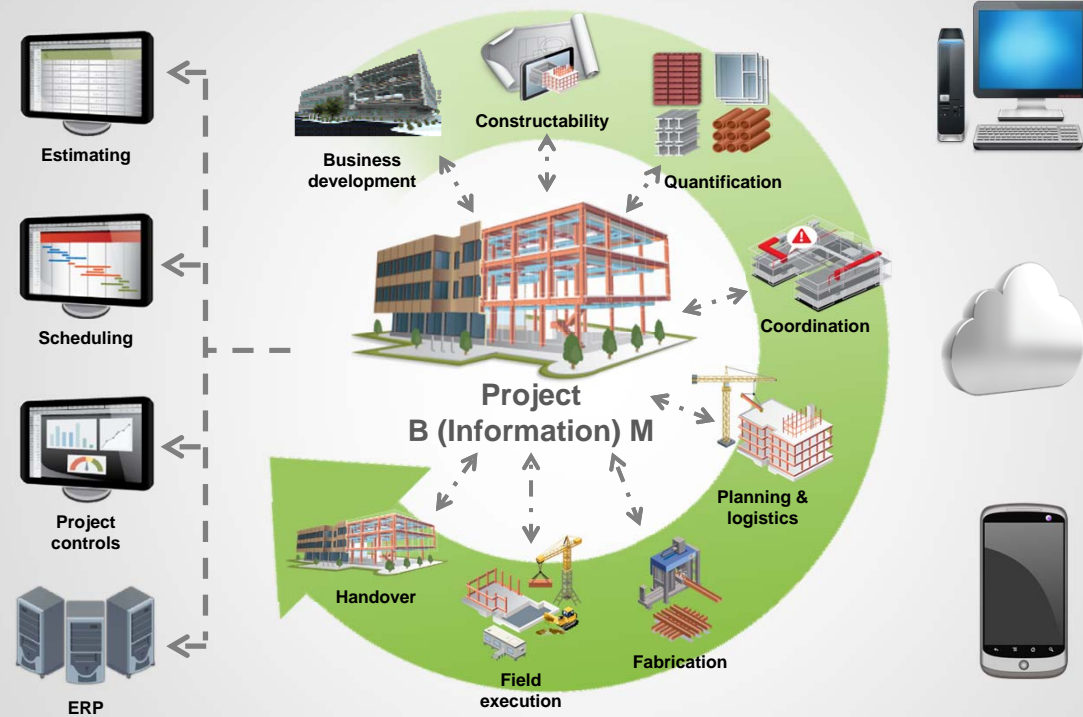 Estimating
Scheduling
Project
controls
ERP
Business
development
Constructability
Quantification
Coordination
Planning &
logistics
Fabrication
Field
execution
Handover
Project
B (Information) M